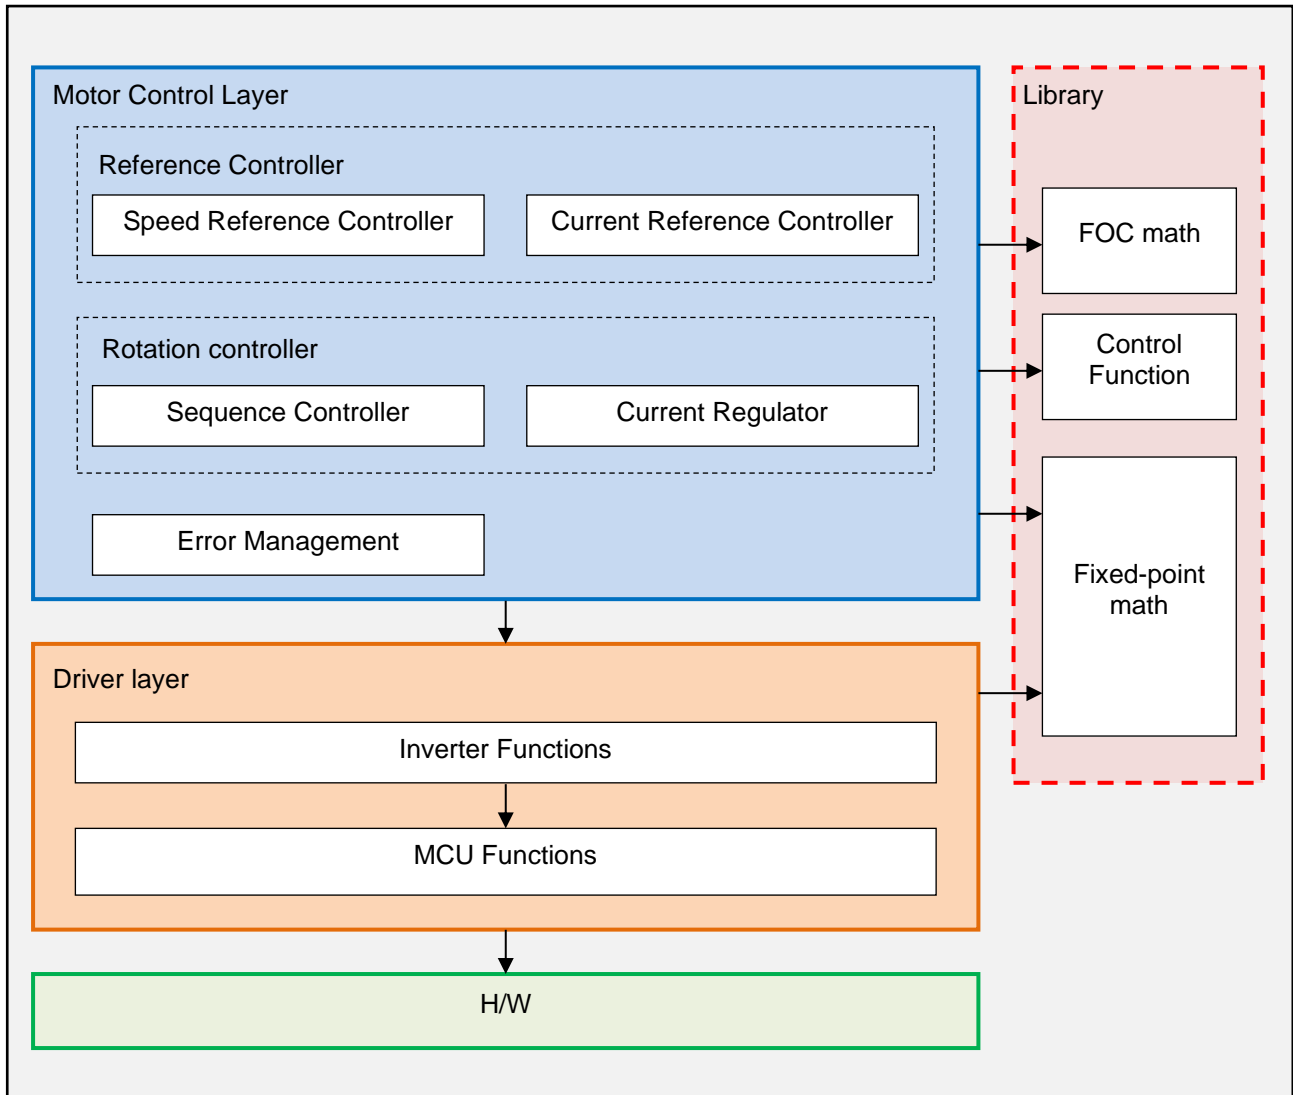 Motor Control Layer
Reference Controller
Speed Reference Controller
Current Reference Controller
Rotation controller
Sequence Controller
Current Regulator
Error Management
Driver layer
Inverter Functions
MCU Functions
H/W
Library
FOC math
Control
Function
Fixed-point
math